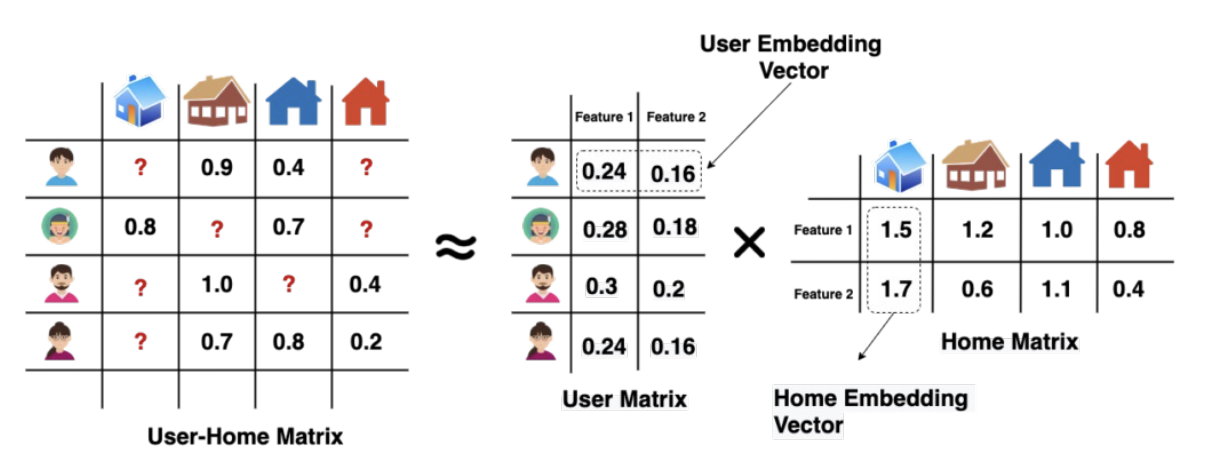 User Embedding
Vector
Feature 1 Feature 2
? 0.9 0.4 ?
0.24 0.16
0.8 ? 0.7 ?
0.28 0.18
Feature 1 1.5 1.2 1.0 0.8
? 1.0 ? 0.4
0.3 0.2
Feature 2 1.7 0.6 1.1 0.4
? 0.7 0.8 0.2
0.24 0.16
Home Matrix
User Matrix
Home Embedding
Vector
User-Home Matrix